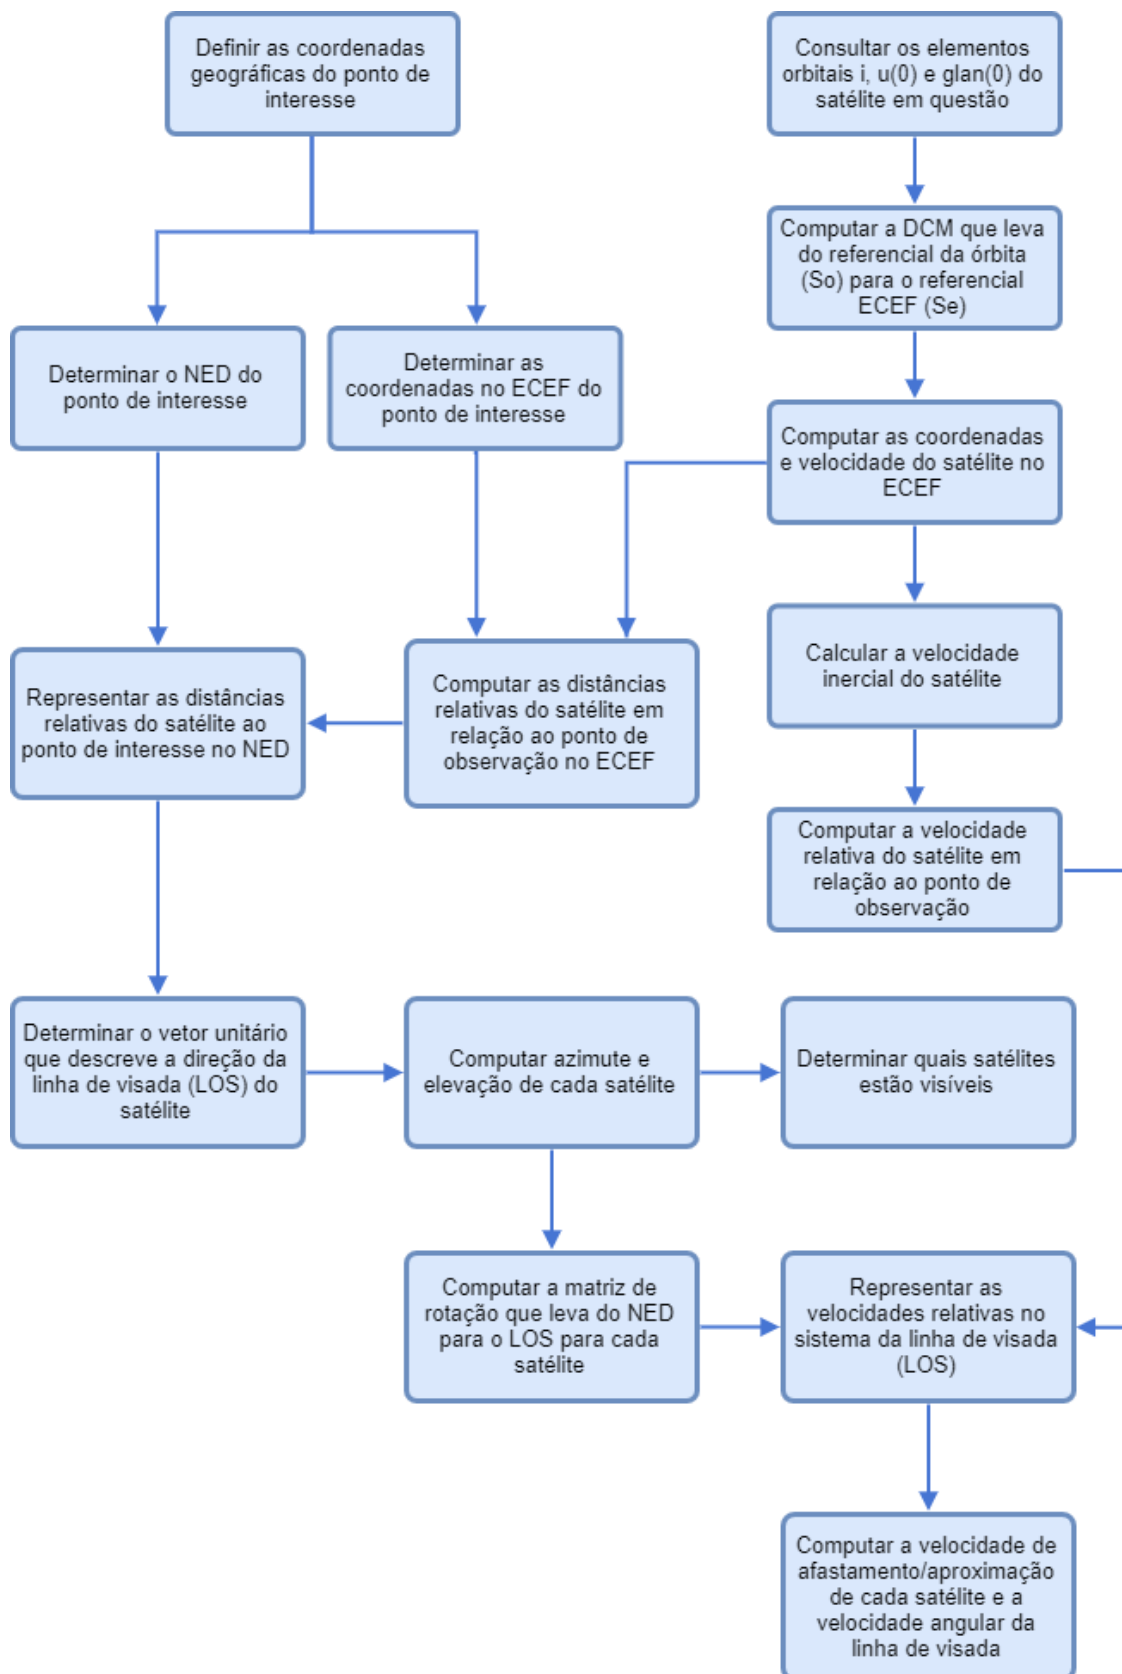 Definir as coordenadas
geográficas do ponto de
interesse
Consultar os elementos
orbitais i, u(0) e glan(0) do
satélite em questão
Computar a DCM que leva
do referencial da órbita
(So) para o referencial
ECEF (Se)
Determinar o NED do
ponto de interesse
Determinar as
coordenadas no ECEF do
ponto de interesse
Computar as coordenadas
e velocidade do satélite no
ECEF
Calcular a velocidade
inercial do satélite
Representar as distâncias
relativas do satélite ao
ponto de interesse no NED
Computar as distâncias
relativas do satélite em
relação ao ponto de
observação no ECEF
Computar a velocidade
relativa do satélite em
relação ao ponto de
observação
Determinar o vetor unitário
que descreve a direção da
linha de visada (LOS) do
satélite
Computar azimute e
elevação de cada satélite
Determinar quais satélites
estão visíveis
Computar a matriz de
rotação que leva do NED
para o LOS para cada
satélite
Representar as
velocidades relativas no
sistema da linha de visada
(LOS)
Computar a velocidade de
afastamento/aproximação
de cada satélite e a
velocidade angular da
linha de visada